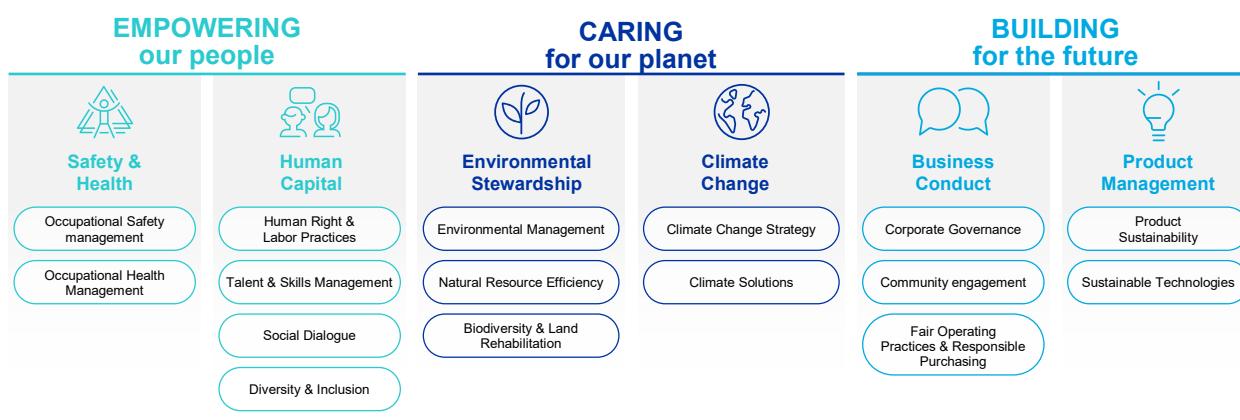 EMPOWERING
our people
Safety &
Health
Occupational Safety
management
Occupational Health
Management
Human
Capital
Human Right &
Labor Practices
Talent & Skills Management
Social Dialogue
Diversity & Inclusion
CARING
for our planet
Environmental
Stewardship
Environmental Management
Natural Resource Efficiency
Biodiversity & Land
Rehabilitation
Climate
Change
Climate Change Strategy
Climate Solutions
BUILDING
for the future
Business
Conduct
Corporate Governance
Community engagement
Fair Operating
Practices & Responsible
Purchasing
Product
Management
Product
Sustainability
Sustainable Technologies